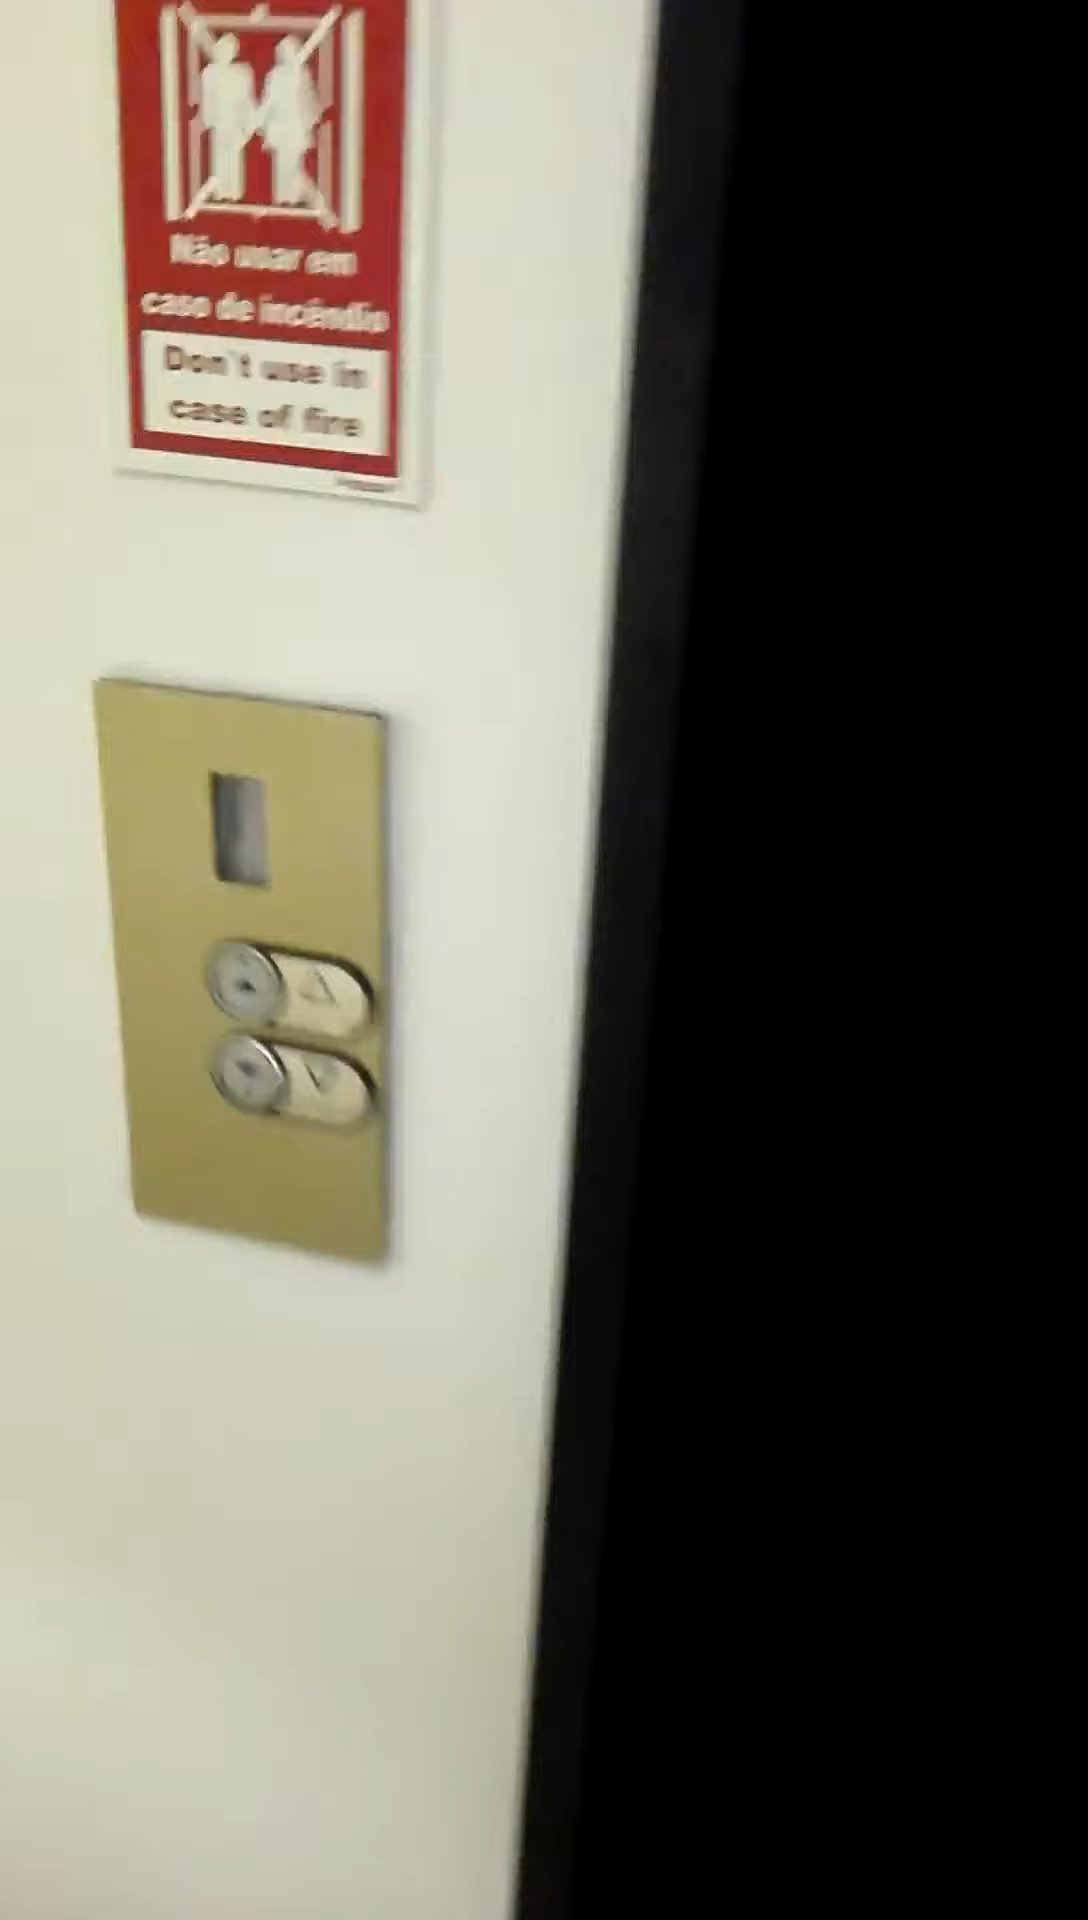 Não usar em
caso de incêndio
Don't use in
case of fire